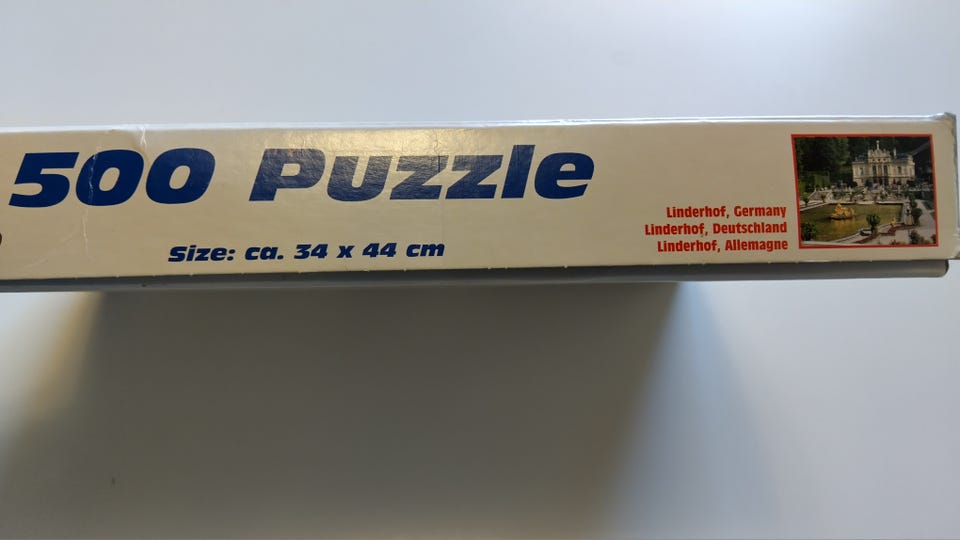 500 Puzzle
Size: ca. 34 x 44 cm
Linderhof, Germany
Linderhof, Deutschland
Linderhof, Allemagne